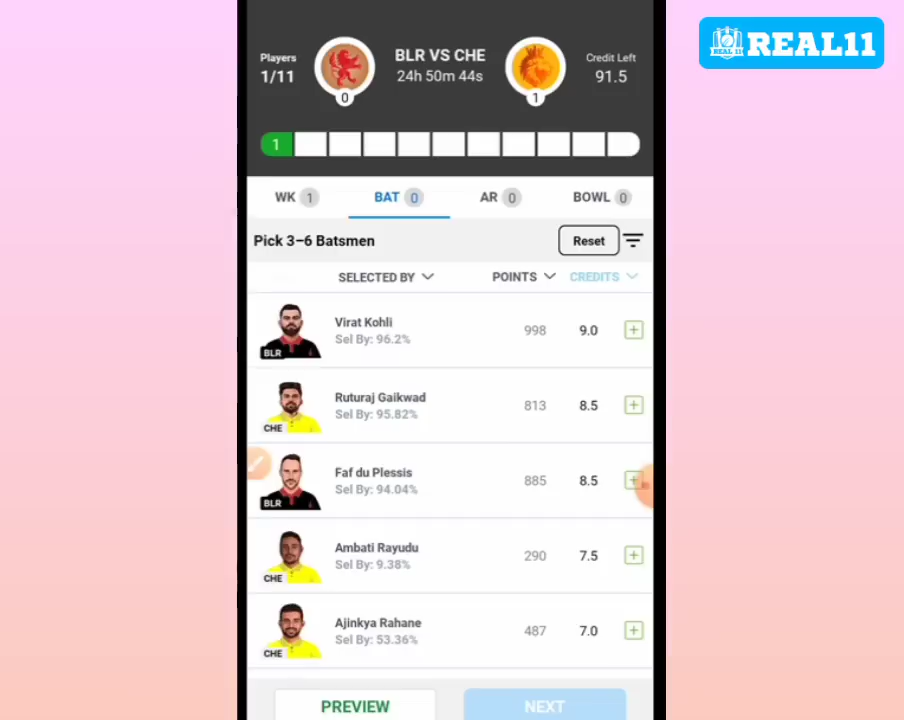 REAL11
Players
1/11
BLR VS CHE
24h 50m 44s
Credit Left
91.5
0
1
1
WK 1
BAT 0
AR 0
BOWL 0
Pick 3–6 Batsmen
Reset
SELECTED BY
POINTS
CREDITS
Virat Kohli
Sel By: 96.2%
998
9.0
BLR
Ruturaj Gaikwad
Sel By: 95.82%
813
8.5
CHE
Faf du Plessis
Sel By: 94.04%
885
8.5
BLR
Ambati Rayudu
Sel By: 9.38%
290
7.5
CHE
Ajinkya Rahane
Sel By: 53.36%
487
7.0
CHE
PREVIEW
NEXT